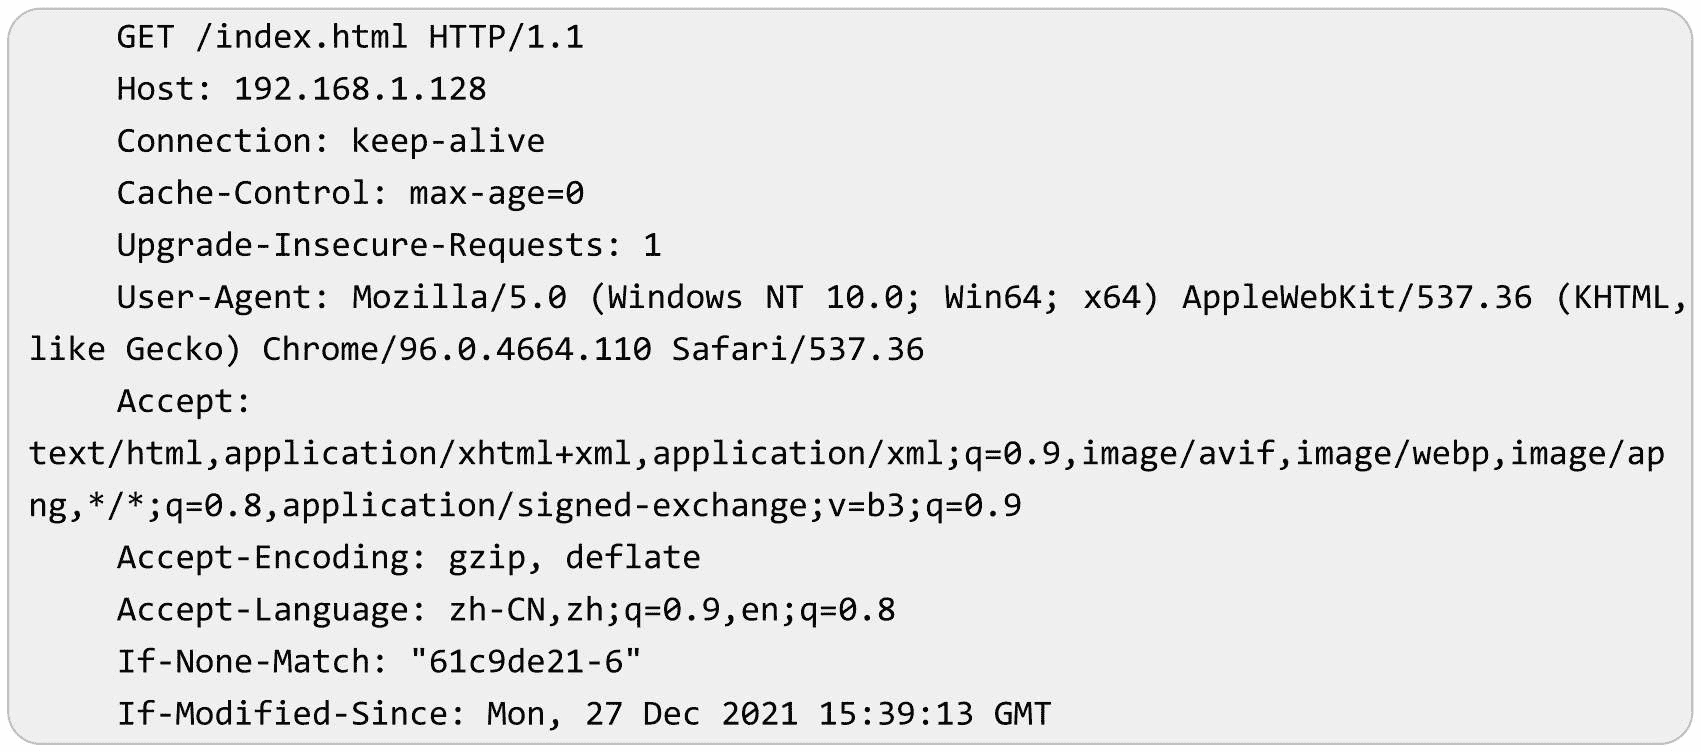 GET /index.html HTTP/1.1
Host: 192.168.1.128
Connection: keep-alive
Cache-Control: max-age=0
Upgrade-Insecure-Requests: 1
User-Agent: Mozilla/5.0 (Windows NT 10.0; Win64; x64) AppleWebKit/537.36 (KHTML,
like Gecko) Chrome/96.0.4664.110 Safari/537.36
Accept:
text/html,application/xhtml+xml,application/xml;q=0.9,image/avif,image/webp,image/ap
ng,*/*;q=0.8,application/signed-exchange;v=b3;q=0.9
Accept-Encoding: gzip, deflate
Accept-Language: zh-CN,zh;q=0.9,en;q=0.8
If-None-Match: "61c9de21-6"
If-Modified-Since: Mon, 27 Dec 2021 15:39:13 GMT